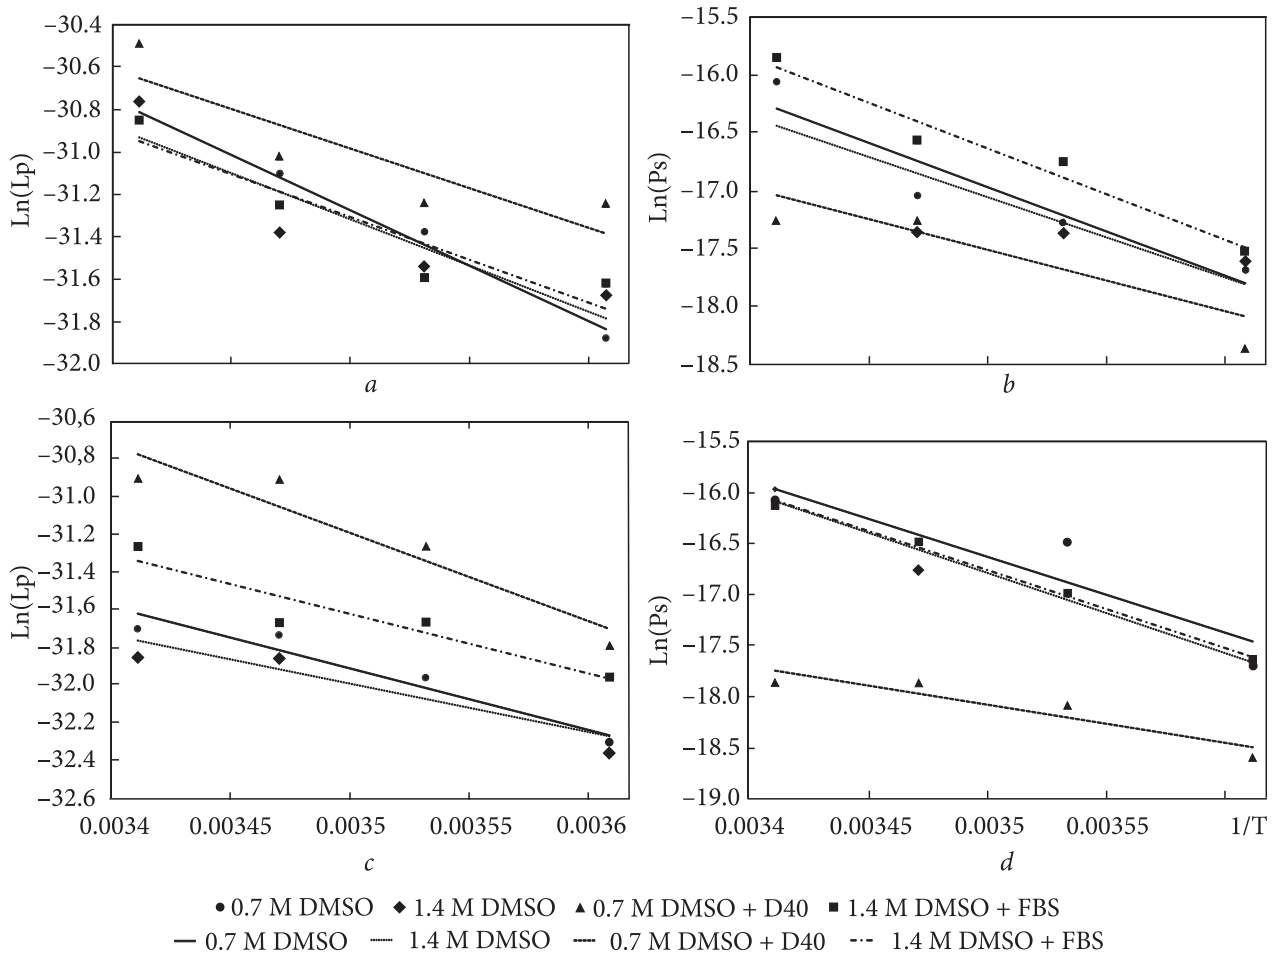 −30.4
−30.6
−30.8
−31.0
−31.2
−31.4
−31.6
−31.8
−32.0
Ln(Lp)
a
−15.5
−16.0
−16.5
−17.0
−17.5
−18.0
−18.5
Ln(Ps)
b
−30,6
−30,8
−31.0
−31.2
−31.4
−31,6
−31.8
−32.0
−32.2
−32.4
−32.6
Ln(Lp)
0.0034 0.00345 0.0035 0.00355 0.0036
c
−15.5
−16.0
−16.5
−17.0
−17.5
−18.0
−18.5
−19.0
Ln(Ps)
0.0034 0.00345 0.0035 0.00355 1/T
d
0.7 M DMSO 1.4 M DMSO 0.7 M DMSO + D40 1.4 M DMSO + FBS
0.7 M DMSO 1.4 M DMSO 0.7 M DMSO + D40 1.4 M DMSO + FBS